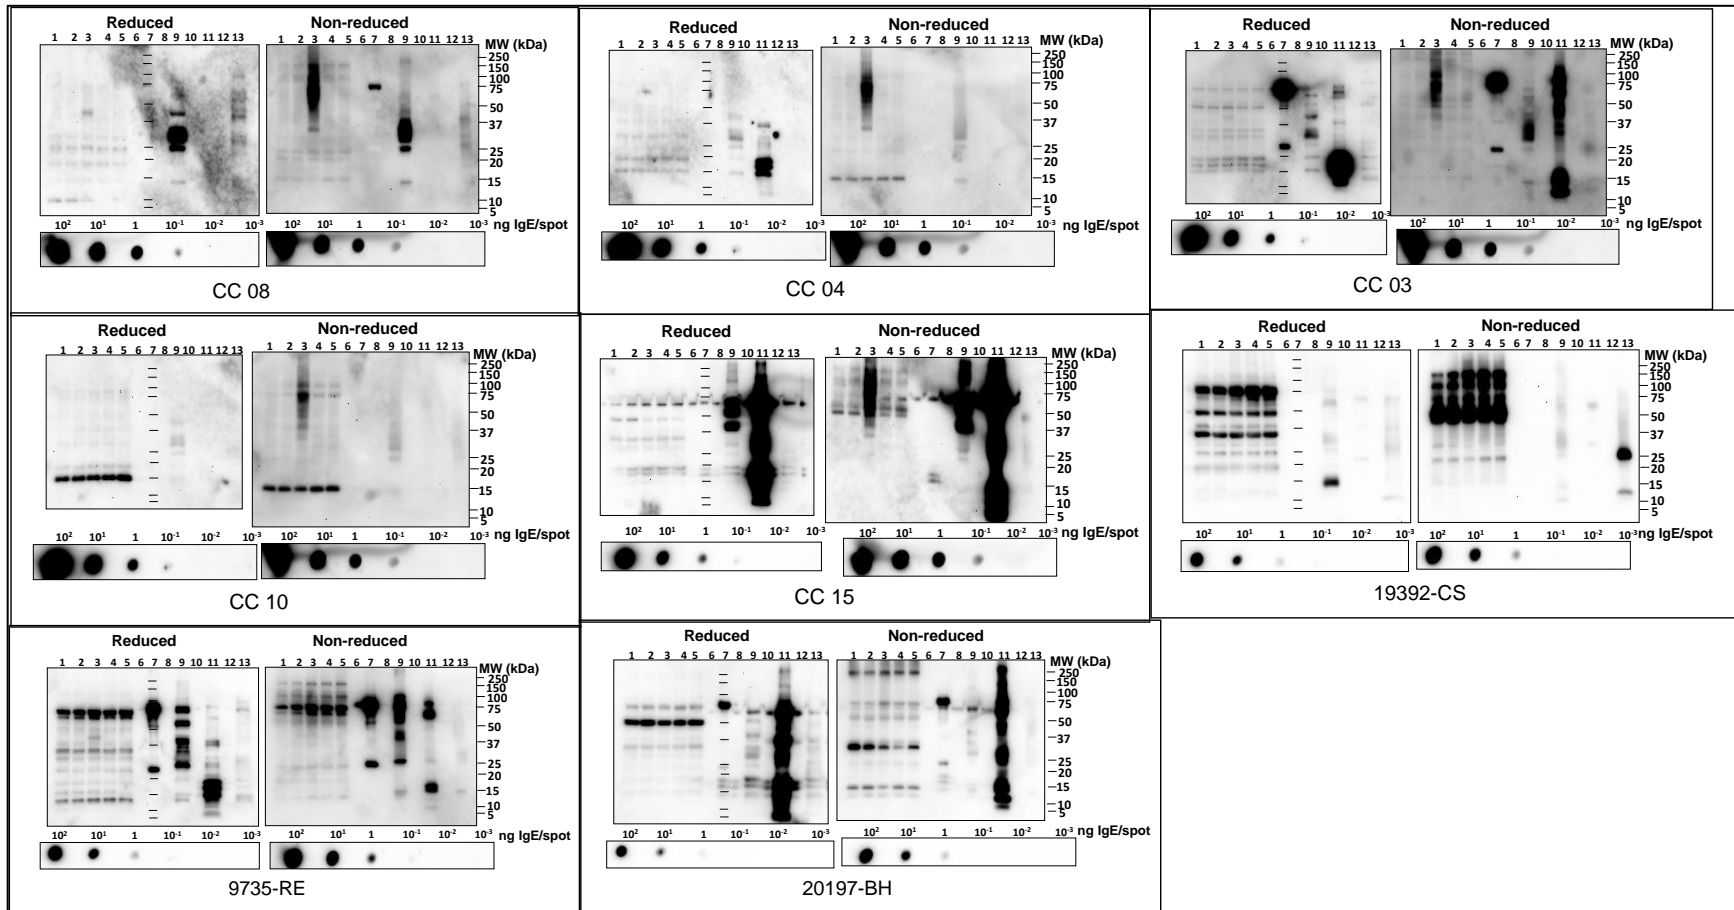 Reduced Non-reduced
1 2 3 4 5 6 7 8 9 10 11 12 13 1 2 3 4 5 6 7 8 9 10 11 12 13
MW (kDa)
250
150
100
75
50
37
25
20
15
10
5
10² 10¹ 1 10⁻¹ 10⁻² 10⁻³ 10² 10¹ 1 10⁻¹ 10⁻² 10⁻³ ng IgE/spot
CC 08
Reduced Non-reduced
1 2 3 4 5 6 7 8 9 10 11 12 13 1 2 3 4 5 6 7 8 9 10 11 12 13
MW (kDa)
250
150
100
75
50
37
25
20
15
10
5
10² 10¹ 1 10⁻¹ 10⁻² 10⁻³ 10² 10¹ 1 10⁻¹ 10⁻² 10⁻³ ng IgE/spot
CC 04
Reduced Non-reduced
1 2 3 4 5 6 7 8 9 10 11 12 13 1 2 3 4 5 6 7 8 9 10 11 12 13
MW (kDa)
250
150
100
75
50
37
25
20
15
10
5
10² 10¹ 1 10⁻¹ 10⁻² 10⁻³ 10² 10¹ 1 10⁻¹ 10⁻² 10⁻³ ng IgE/spot
CC 03
Reduced Non-reduced
1 2 3 4 5 6 7 8 9 10 11 12 13 1 2 3 4 5 6 7 8 9 10 11 12 13
MW (kDa)
250
150
100
75
50
37
25
20
15
10
5
10² 10¹ 1 10⁻¹ 10⁻² 10⁻³ 10² 10¹ 1 10⁻¹ 10⁻² 10⁻³ ng IgE/spot
CC 10
Reduced Non-reduced
1 2 3 4 5 6 7 8 9 10 11 12 13 1 2 3 4 5 6 7 8 9 10 11 12 13
MW (kDa)
250
150
100
75
50
37
25
20
15
10
5
10² 10¹ 1 10⁻¹ 10⁻² 10⁻³ 10² 10¹ 1 10⁻¹ 10⁻² 10⁻³ ng IgE/spot
CC 15
Reduced Non-reduced
1 2 3 4 5 6 7 8 9 10 11 12 13 1 2 3 4 5 6 7 8 9 10 11 12 13
MW (kDa)
250
150
100
75
50
37
25
20
15
10
5
10² 10¹ 1 10⁻¹ 10⁻² 10⁻³ 10² 10¹ 1 10⁻¹ 10⁻² 10⁻³ ng IgE/spot
19392-CS
Reduced Non-reduced
1 2 3 4 5 6 7 8 9 10 11 12 13 1 2 3 4 5 6 7 8 9 10 11 12 13
MW (kDa)
250
150
100
75
50
37
25
20
15
10
5
10² 10¹ 1 10⁻¹ 10⁻² 10⁻³ 10² 10¹ 1 10⁻¹ 10⁻² 10⁻³ ng IgE/spot
9735-RE
Reduced Non-reduced
1 2 3 4 5 6 7 8 9 10 11 12 13 1 2 3 4 5 6 7 8 9 10 11 12 13
MW (kDa)
250
150
100
75
50
37
25
20
15
10
5
10² 10¹ 1 10⁻¹ 10⁻² 10⁻³ 10² 10¹ 1 10⁻¹ 10⁻² 10⁻³ ng IgE/spot
20197-BH